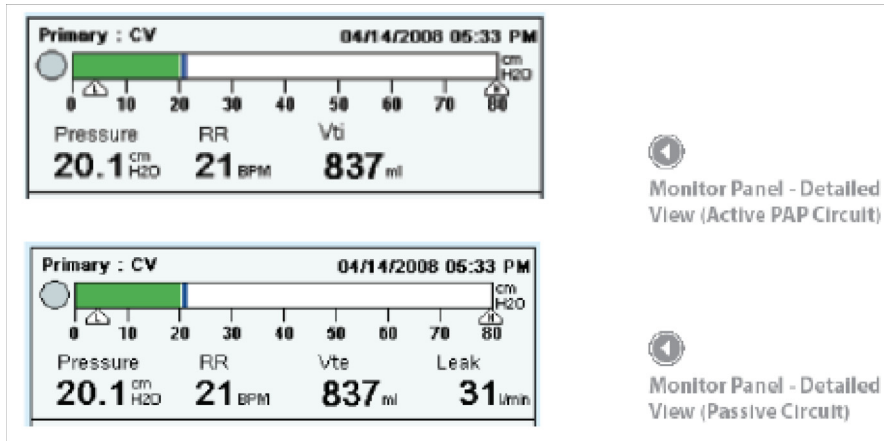 Primary : CV 04/14/2008 05:33 PM
cm
H2O
L H
0 10 20 30 40 50 60 70 80
Pressure RR Vti
20.1 cm H2O 21 BPM 837 ml
Monitor Panel - Detailed
View (Active PAP Circuit)
Primary : CV 04/14/2008 05:33 PM
cm
H2O
L H
0 10 20 30 40 50 60 70 80
Pressure RR Vte Leak
20.1 cm H2O 21 BPM 837 ml 31 l/min
Monitor Panel - Detailed
View (Passive Circuit)